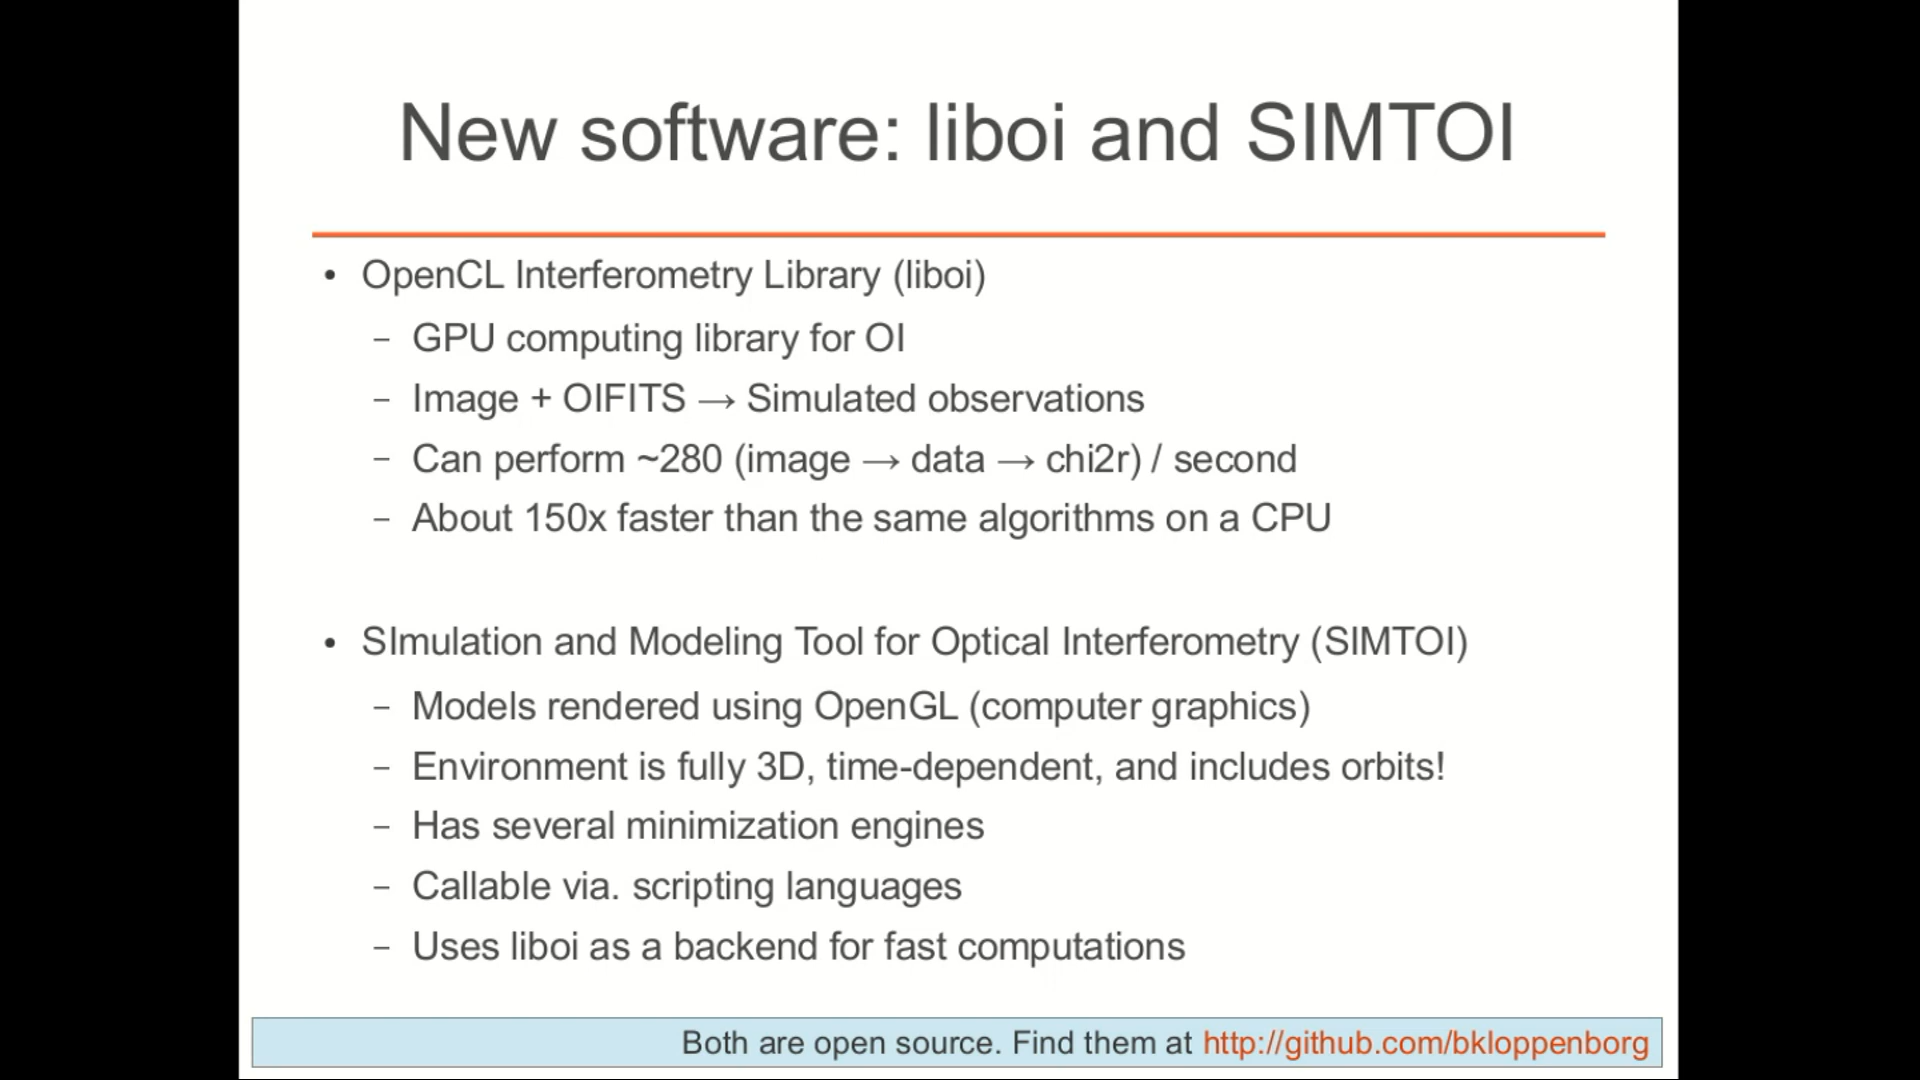 New software: liboi and SIMTOI
• OpenCL Interferometry Library (liboi)
– GPU computing library for OI
– Image + OIFITS → Simulated observations
– Can perform ~280 (image → data → chi2r) / second
– About 150x faster than the same algorithms on a CPU
• SImulation and Modeling Tool for Optical Interferometry (SIMTOI)
– Models rendered using OpenGL (computer graphics)
– Environment is fully 3D, time-dependent, and includes orbits!
– Has several minimization engines
– Callable via. scripting languages
– Uses liboi as a backend for fast computations
Both are open source. Find them at http://github.com/bkloppenborg